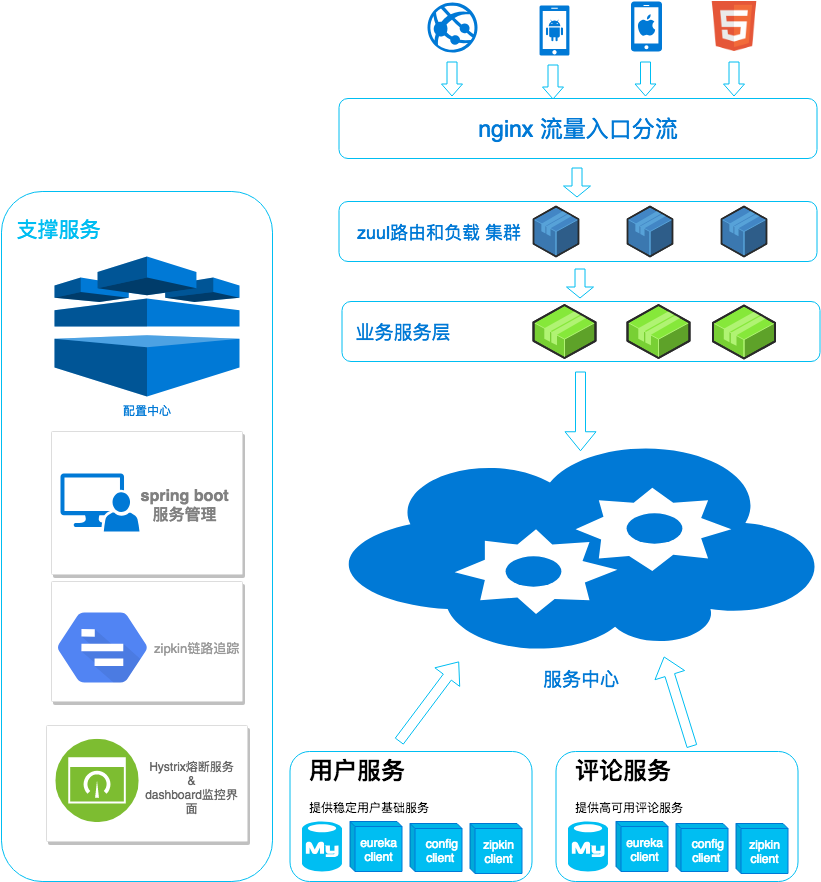 5
nginx 流量入口分流
zuul路由和负载 集群
业务服务层
支撑服务
配置中心
spring boot
服务管理
zipkin链路追踪
Hystrix熔断服务
&
dashboard监控界
面
服务中心
用户服务
提供稳定用户基础服务
My
eureka
client
config
client
zipkin
client
评论服务
提供高可用评论服务
My
eureka
client
config
client
zipkin
client